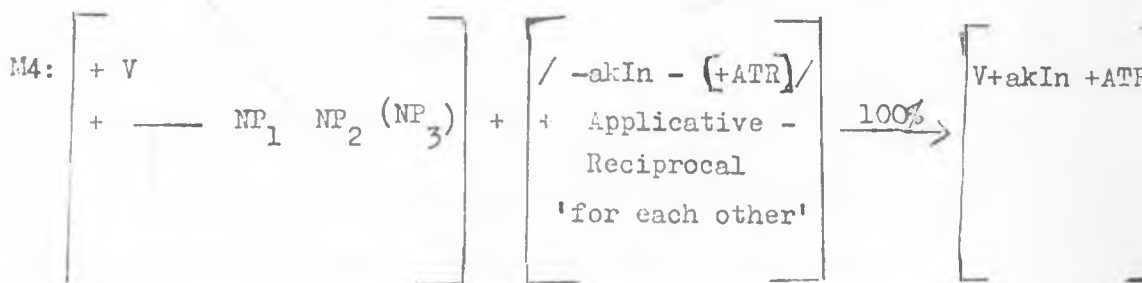 M4: + V / -akIn - (+ATR)/ V+akIn +ATR
+ —— NP1 NP2 (NP3) + + Applicative - 100%
Reciprocal
'for each other'